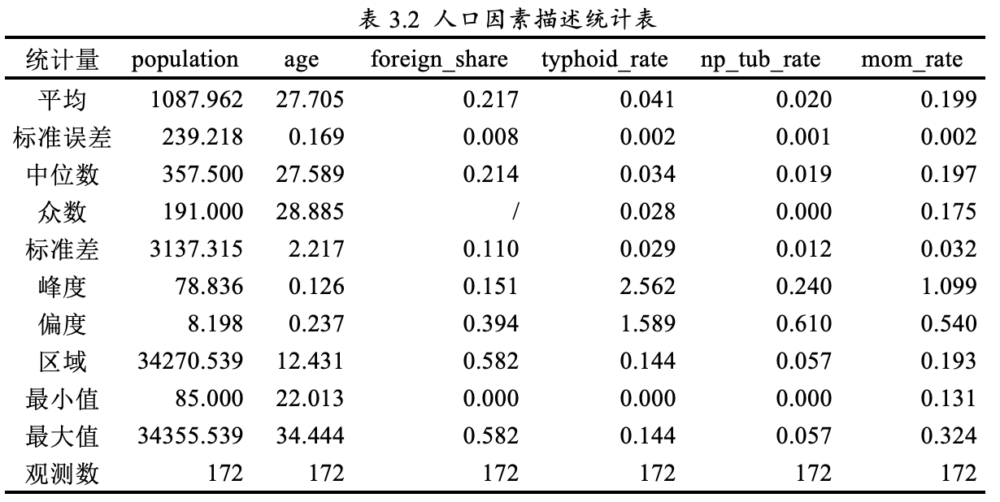 表 3.2 人口因素描述统计表
统计量 population age foreign_share typhoid_rate np_tub_rate mom_rate
平均 1087.962 27.705 0.217 0.041 0.020 0.199
标准误差 239.218 0.169 0.008 0.002 0.001 0.002
中位数 357.500 27.589 0.214 0.034 0.019 0.197
众数 191.000 28.885 / 0.028 0.000 0.175
标准差 3137.315 2.217 0.110 0.029 0.012 0.032
峰度 78.836 0.126 0.151 2.562 0.240 1.099
偏度 8.198 0.237 0.394 1.589 0.610 0.540
区域 34270.539 12.431 0.582 0.144 0.057 0.193
最小值 85.000 22.013 0.000 0.000 0.000 0.131
最大值 34355.539 34.444 0.582 0.144 0.057 0.324
观测数 172 172 172 172 172 172